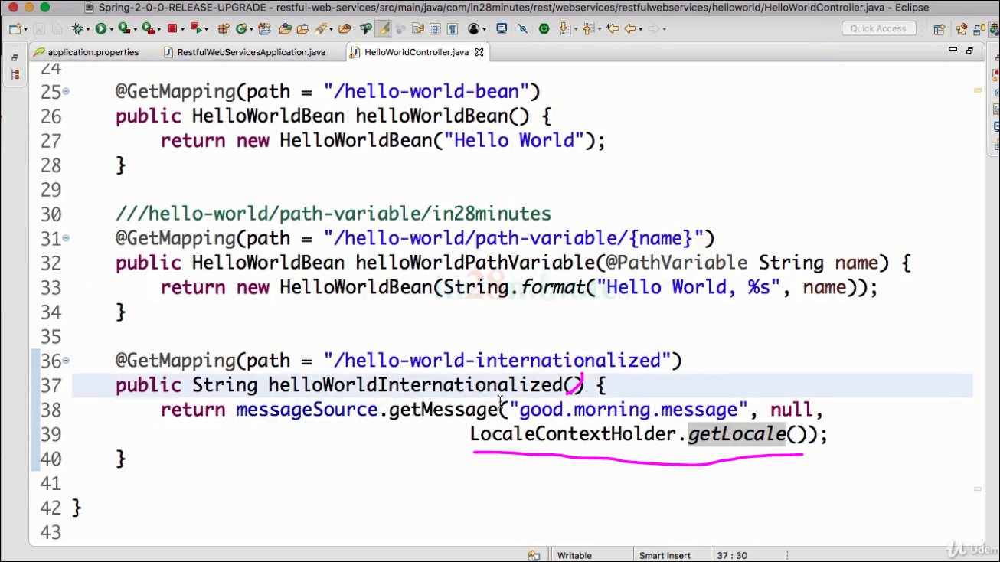 Spring-2-0-0-RELEASE-UPGRADE - restful-web-services/src/main/java/com/in28minutes/rest/webservices/restfulwebservices/helloworld/HelloWorldController.java - Eclipse
Quick Access
application.properties RestfulWebServicesApplication.java HelloWorldController.java
24
25 @GetMapping(path = "/hello-world-bean")
26 public HelloWorldBean helloWorldBean() {
27 return new HelloWorldBean("Hello World");
28 }
29
30 ///hello-world/path-variable/in28minutes
31 @GetMapping(path = "/hello-world/path-variable/{name}")
32 public HelloWorldBean helloWorldPathVariable(@PathVariable String name) {
33 return new HelloWorldBean(String.format("Hello World, %s", name));
34 }
35
36 @GetMapping(path = "/hello-world-internationalized")
37 public String helloWorldInternationalized() {
38 return messageSource.getMessage("good.morning.message", null,
39 LocaleContextHolder.getLocale());
40 }
41
42 }
43
Writable Smart Insert 37 : 30